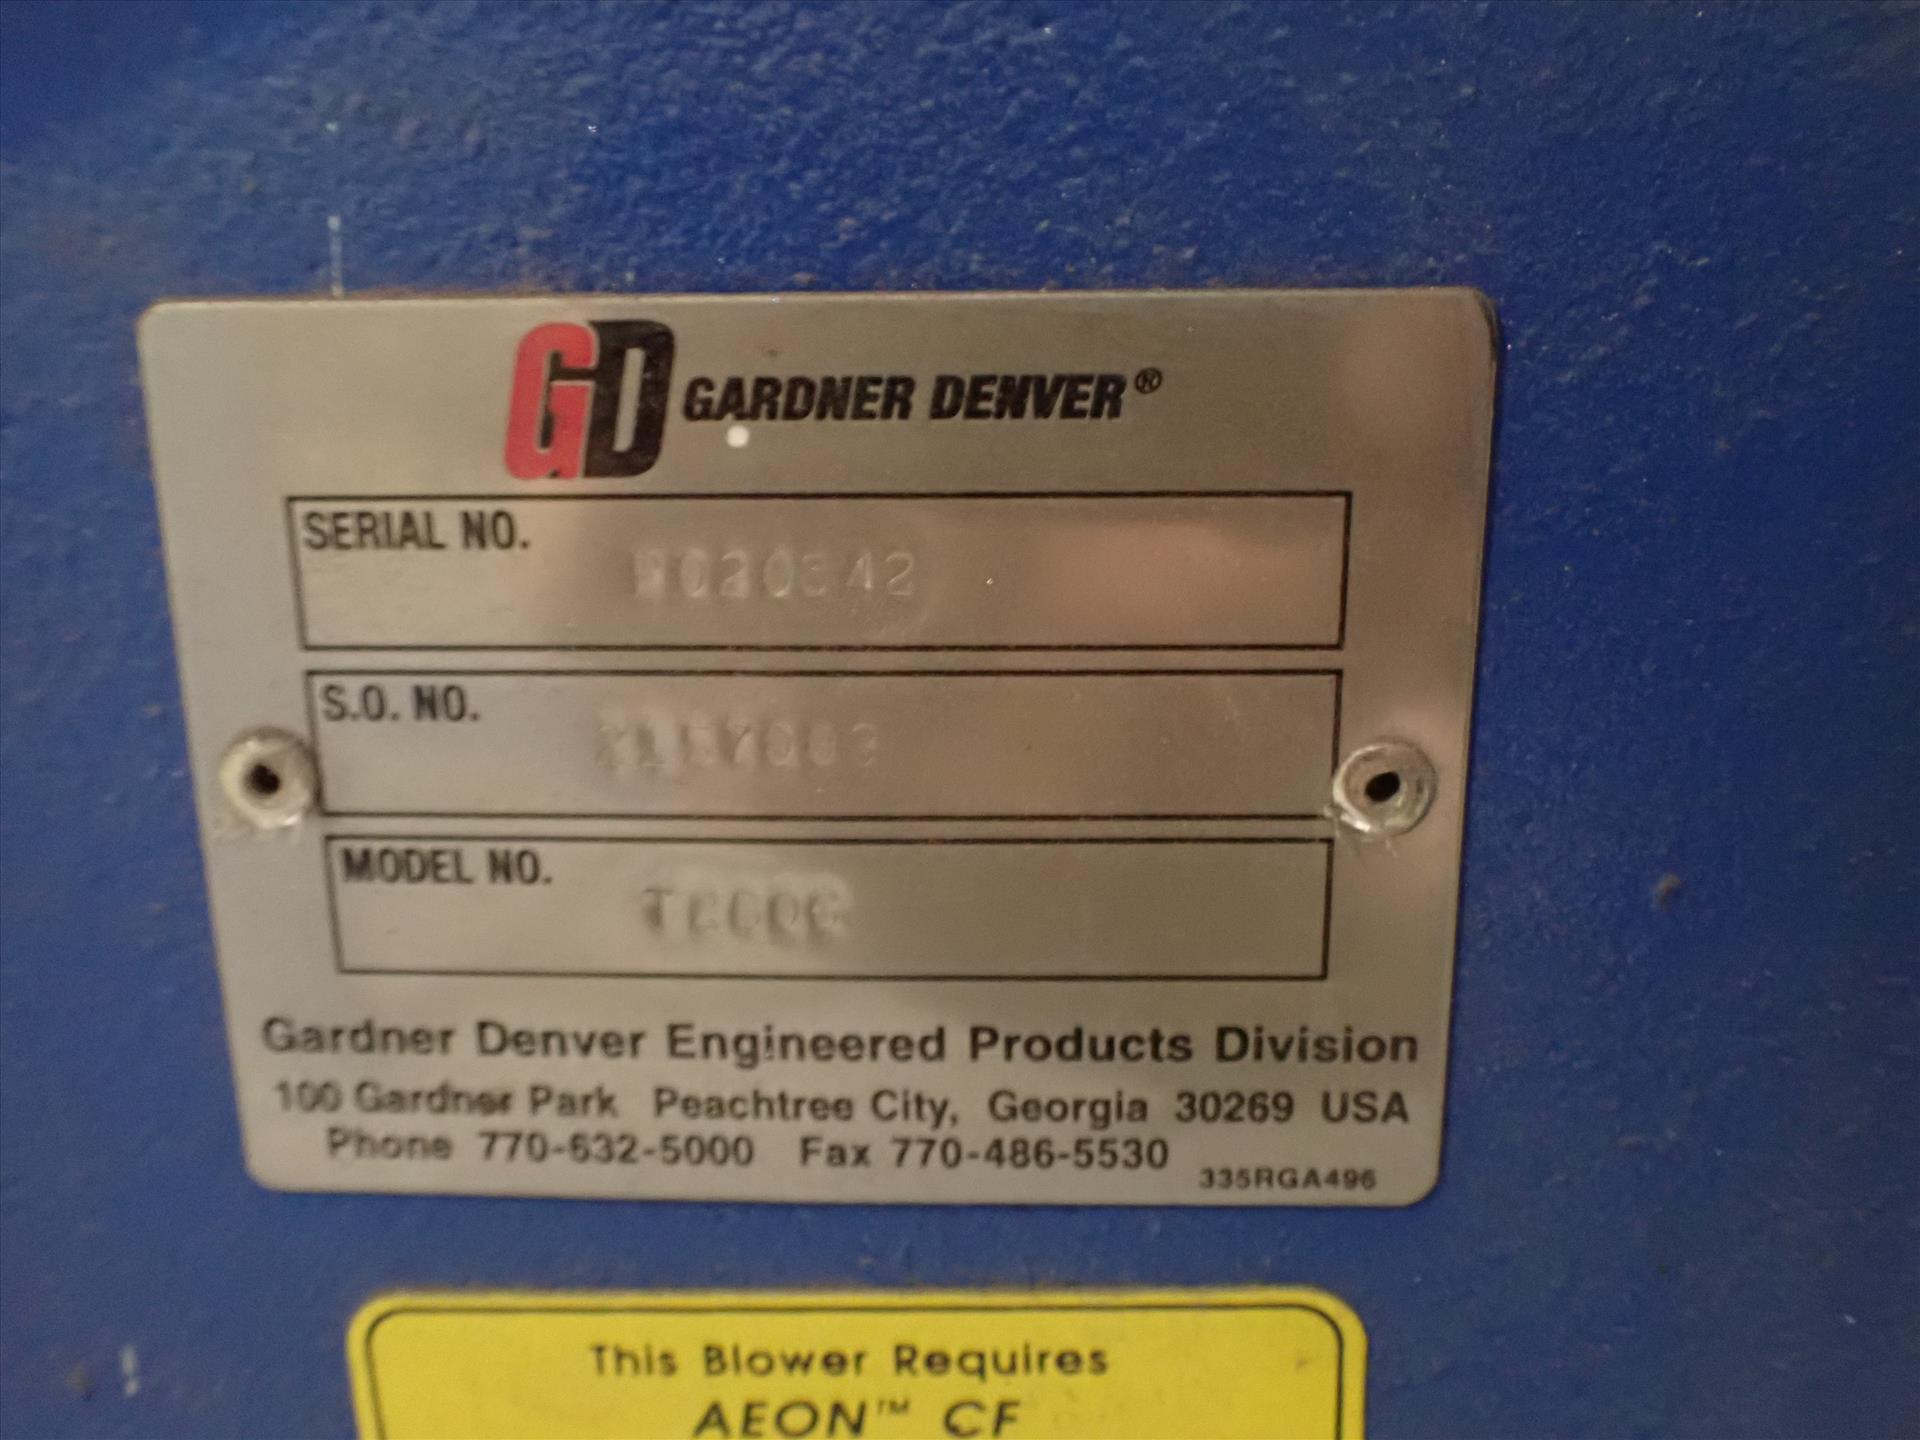 GD GARDNER DENVER®
SERIAL NO.
S.O. NO.
MODEL NO.
Gardner Denver Engineered Products Division
100 Gardner Park Peachtree City, Georgia 30269 USA
Phone 770-632-5000 Fax 770-486-5530
335RGA496
This Blower Requires
AEON™ CF